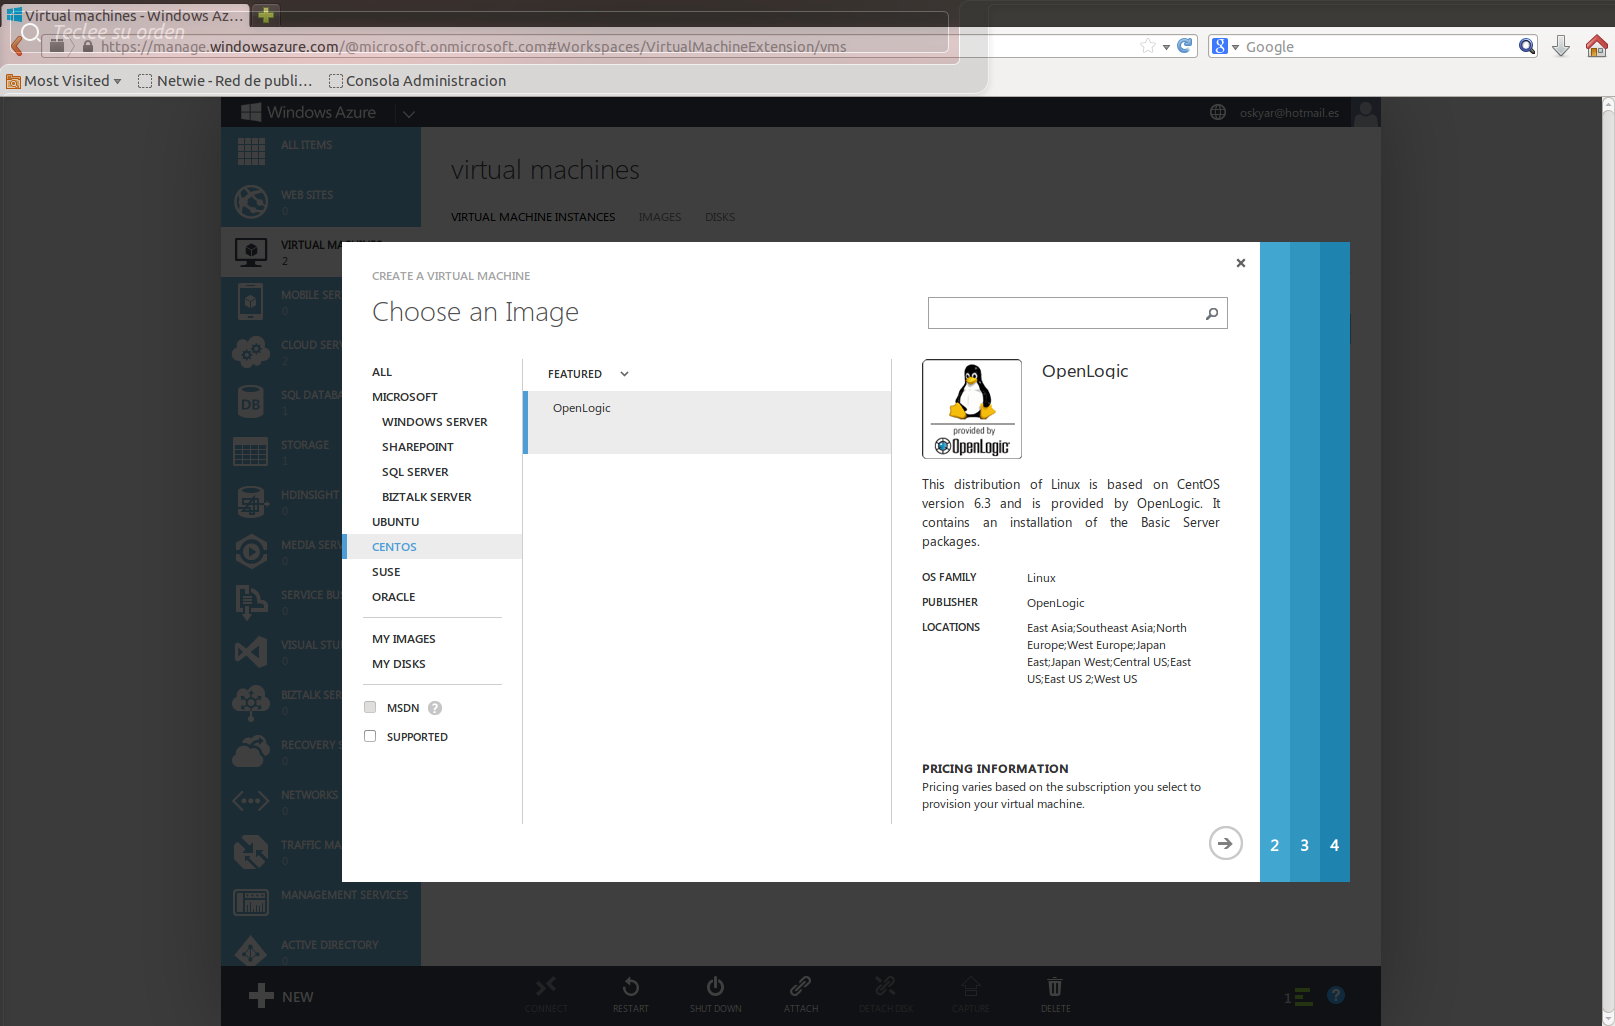 Virtual machines - Windows Az...
Teclee su orden
https://manage.windowsazure.com/@microsoft.onmicrosoft.com#Workspaces/VirtualMachineExtension/vms
Google
Most Visited
Netwie - Red de publi...
Consola Administracion
Windows Azure
oskyar@hotmail.es
ALL ITEMS
WEB SITES
0
VIRTUAL MACHINES
2
MOBILE SER
0
CLOUD SERV
2
SQL DATABA
1
STORAGE
1
HDINSIGHT
0
MEDIA SERV
0
SERVICE BUS
0
VISUAL STU
0
BIZTALK SER
0
RECOVERY S
0
NETWORKS
0
TRAFFIC MA
0
MANAGEMENT SERVICES
ACTIVE DIRECTORY
0
virtual machines
VIRTUAL MACHINE INSTANCES
IMAGES
DISKS
CREATE A VIRTUAL MACHINE
Choose an Image
ALL
MICROSOFT
WINDOWS SERVER
SHAREPOINT
SQL SERVER
BIZTALK SERVER
UBUNTU
CENTOS
SUSE
ORACLE
MY IMAGES
MY DISKS
MSDN ?
SUPPORTED
FEATURED
OpenLogic
provided by
OpenLogic
OpenLogic
This distribution of Linux is based on CentOS
version 6.3 and is provided by OpenLogic. It
contains an installation of the Basic Server
packages.
OS FAMILY Linux
PUBLISHER OpenLogic
LOCATIONS East Asia;Southeast Asia;North
Europe;West Europe;Japan
East;Japan West;Central US;East
US;East US 2;West US
PRICING INFORMATION
Pricing varies based on the subscription you select to
provision your virtual machine.
2 3 4
NEW
CONNECT
RESTART
SHUT DOWN
ATTACH
DETACH DISK
CAPTURE
DELETE
1
?